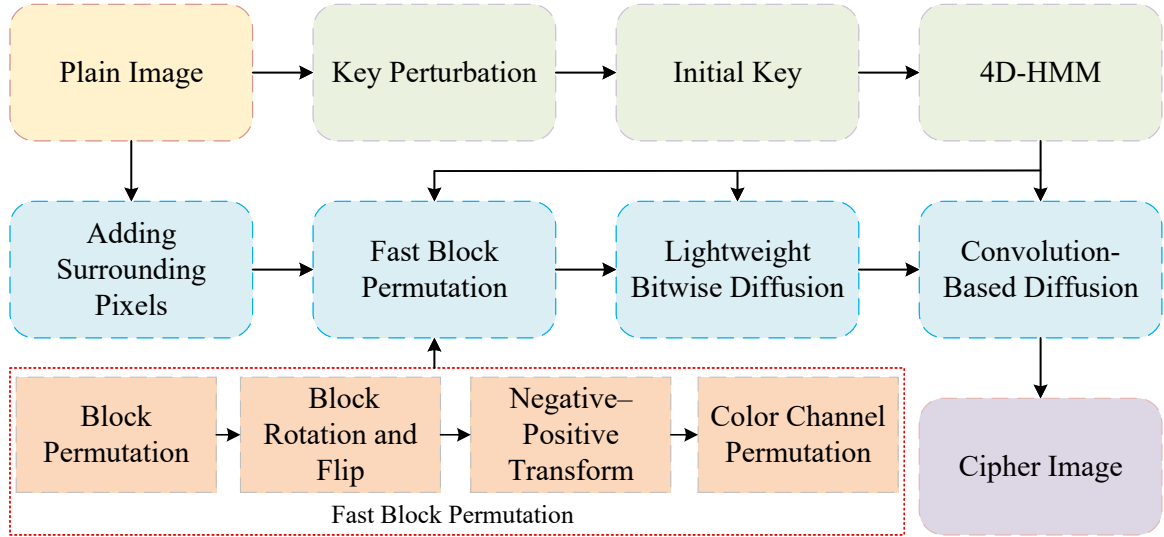 Plain Image
Key Perturbation
Initial Key
4D-HMM
Adding
Surrounding
Pixels
Fast Block
Permutation
Lightweight
Bitwise Diffusion
Convolution-
Based Diffusion
Block
Permutation
Block
Rotation and
Flip
Negative–
Positive
Transform
Color Channel
Permutation
Fast Block Permutation
Cipher Image